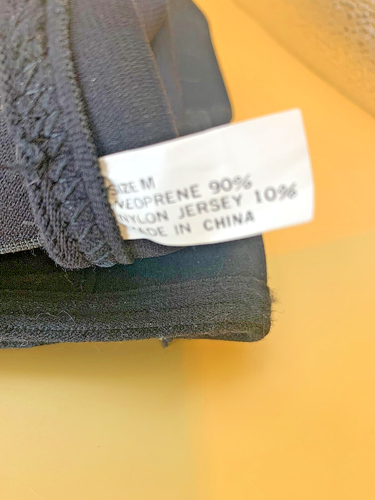 SIZE M
NEOPRENE 90%
NYLON JERSEY 10%
MADE IN CHINA